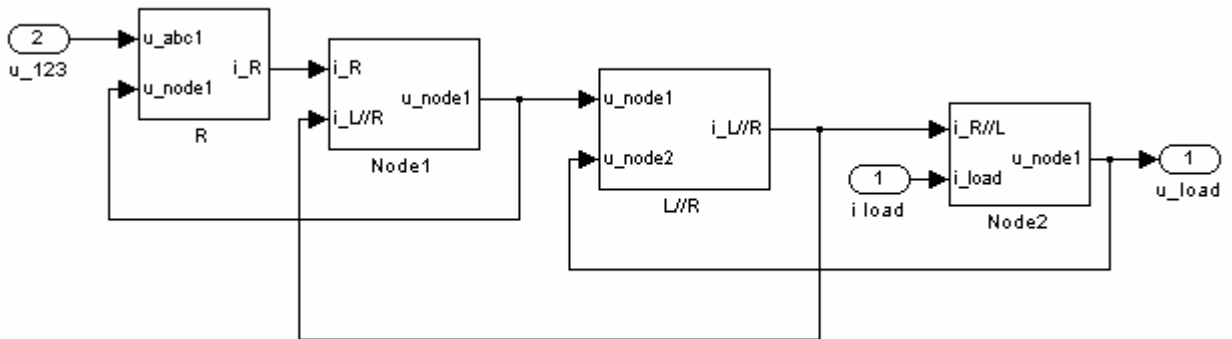 2
u_123
u_abc1
u_node1
i_R
R
i_R
i_L//R
u_node1
Node1
u_node1
u_node2
i_L//R
L//R
1
i load
i_R//L
i_load
u_node1
Node2
1
u_load